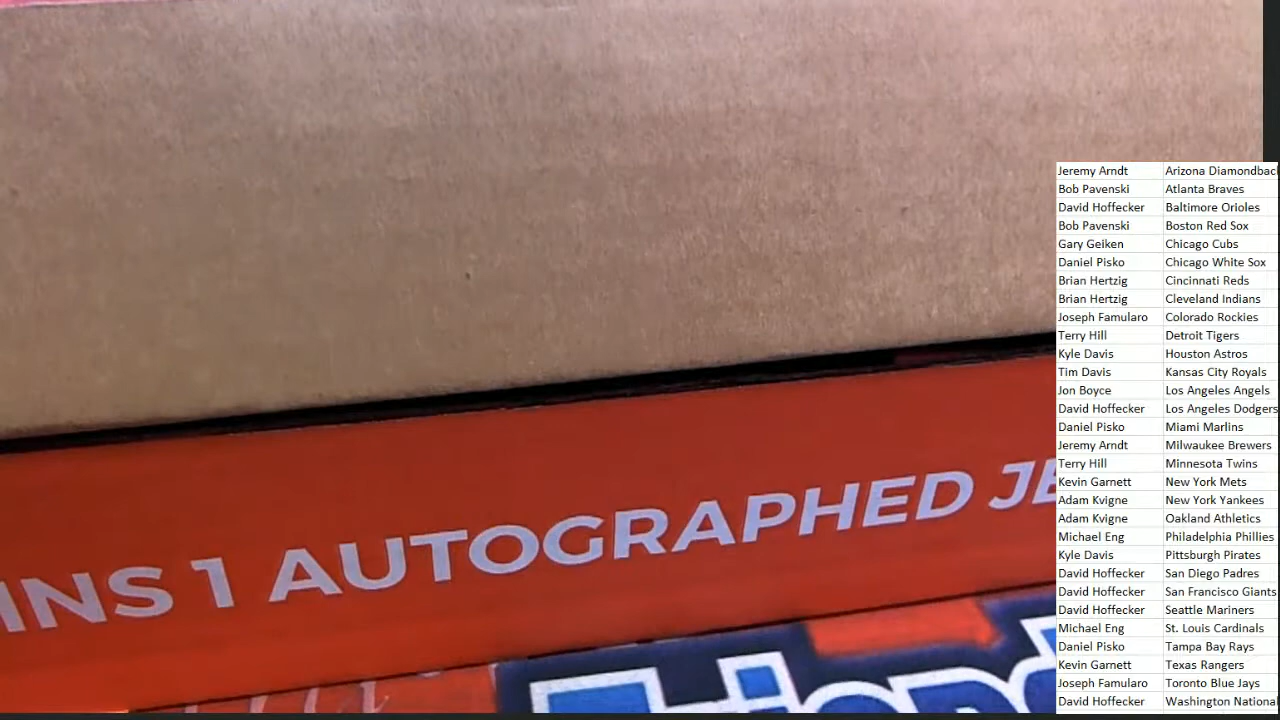 Jeremy Arndt Arizona Diamondbac
Bob Pavenski Atlanta Braves
David Hoffecker Baltimore Orioles
Bob Pavenski Boston Red Sox
Gary Geiken Chicago Cubs
Daniel Pisko Chicago White Sox
Brian Hertzig Cincinnati Reds
Brian Hertzig Cleveland Indians
Joseph Famularo Colorado Rockies
Terry Hill Detroit Tigers
Kyle Davis Houston Astros
Tim Davis Kansas City Royals
Jon Boyce Los Angeles Angels
David Hoffecker Los Angeles Dodgers
Daniel Pisko Miami Marlins
Jeremy Arndt Milwaukee Brewers
Terry Hill Minnesota Twins
Kevin Garnett New York Mets
Adam Kvigne New York Yankees
Adam Kvigne Oakland Athletics
Michael Eng Philadelphia Phillies
Kyle Davis Pittsburgh Pirates
David Hoffecker San Diego Padres
David Hoffecker San Francisco Giants
David Hoffecker Seattle Mariners
Michael Eng St. Louis Cardinals
Daniel Pisko Tampa Bay Rays
Kevin Garnett Texas Rangers
Joseph Famularo Toronto Blue Jays
David Hoffecker Washington Nationa
INS 1 AUTOGRAPHED JE